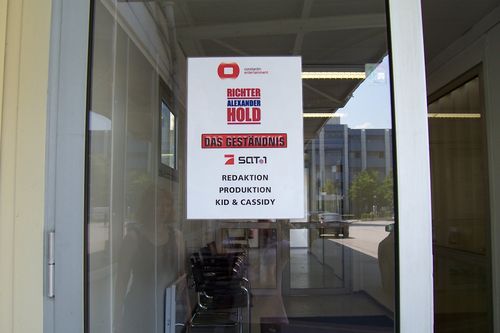 constantin
entertainment
RICHTER
ALEXANDER
HOLD
DAS GESTÄNDNIS
SAT.1
REDAKTION
PRODUKTION
KID & CASSIDY